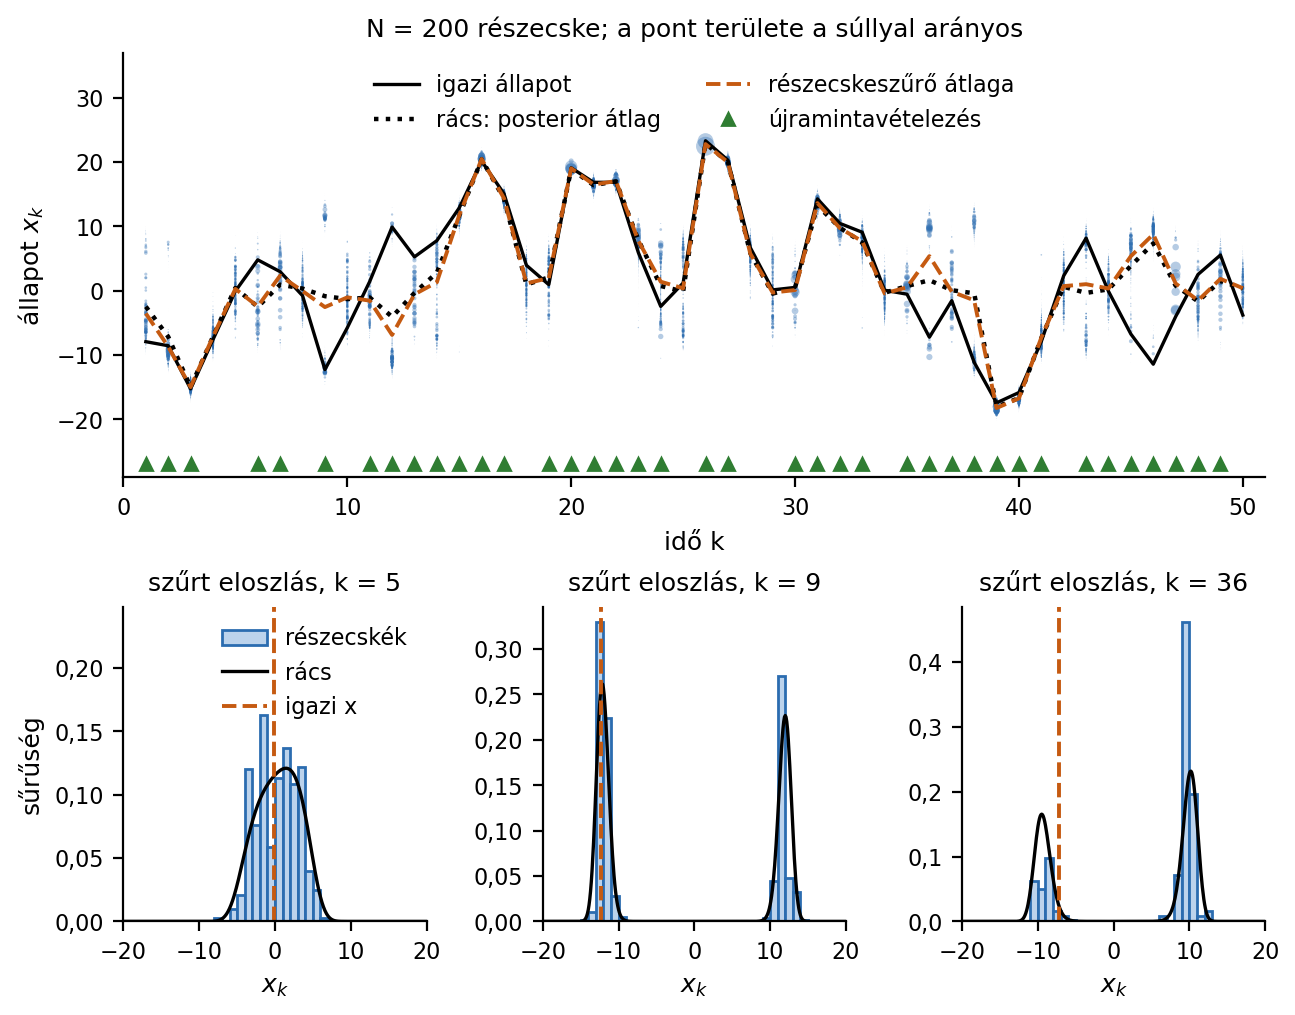 N = 200 részecske; a pont területe a súllyal arányos
igazi állapot
rács: posterior átlag
részecskeszűrő átlaga
újramintavételezés
állapot xₖ
30
20
10
0
−10
−20
0 10 20 30 40 50
idő k
szűrt eloszlás, k = 5
részecskék
rács
igazi x
sűrűség
0,20
0,15
0,10
0,05
0,00
−20 −10 0 10 20
xₖ
szűrt eloszlás, k = 9
0,30
0,25
0,20
0,15
0,10
0,05
0,00
−20 −10 0 10 20
xₖ
szűrt eloszlás, k = 36
0,4
0,3
0,2
0,1
0,0
−20 −10 0 10 20
xₖ